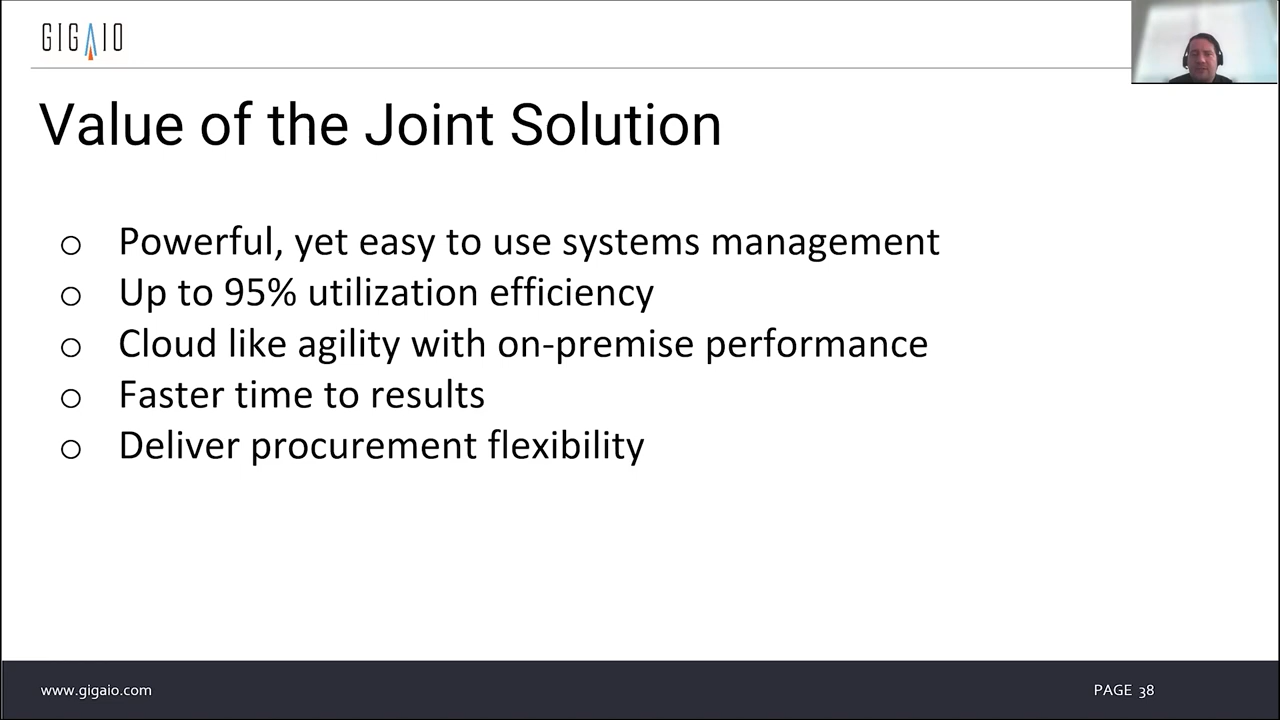 GIGAIO
Value of the Joint Solution
Powerful, yet easy to use systems management
Up to 95% utilization efficiency
Cloud like agility with on-premise performance
Faster time to results
Deliver procurement flexibility
www.gigaio.com
PAGE 38